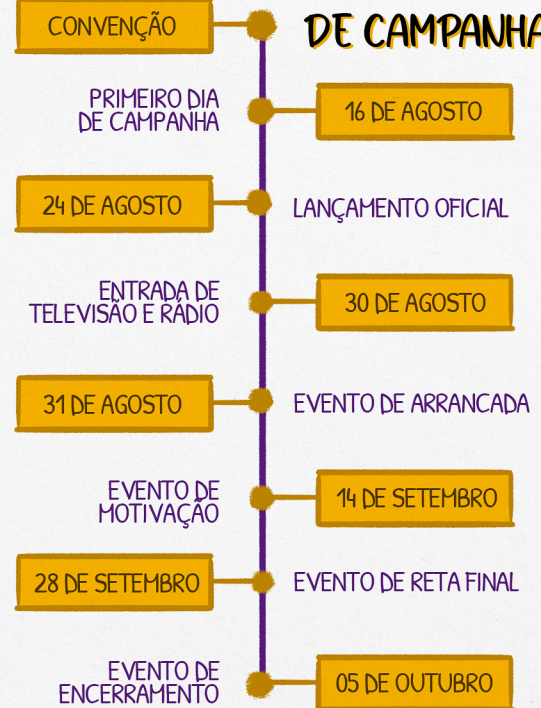 CONVENÇÃO
DE CAMPANHA
PRIMEIRO DIA
DE CAMPANHA
16 DE AGOSTO
24 DE AGOSTO
LANÇAMENTO OFICIAL
ENTRADA DE
TELEVISÃO E RÁDIO
30 DE AGOSTO
31 DE AGOSTO
EVENTO DE ARRANCADA
EVENTO DE
MOTIVAÇÃO
14 DE SETEMBRO
28 DE SETEMBRO
EVENTO DE RETA FINAL
EVENTO DE
ENCERRAMENTO
05 DE OUTUBRO